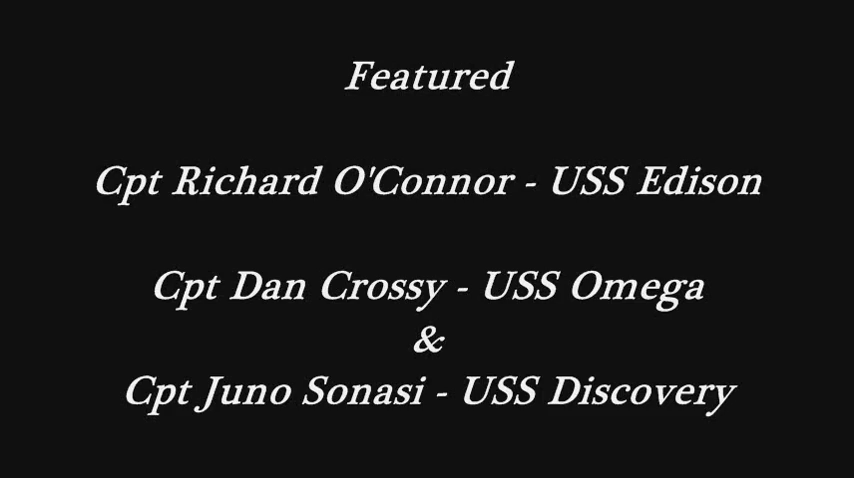 Featured
Cpt Richard O'Connor - USS Edison
Cpt Dan Crossy - USS Omega
&
Cpt Juno Sonasi - USS Discovery